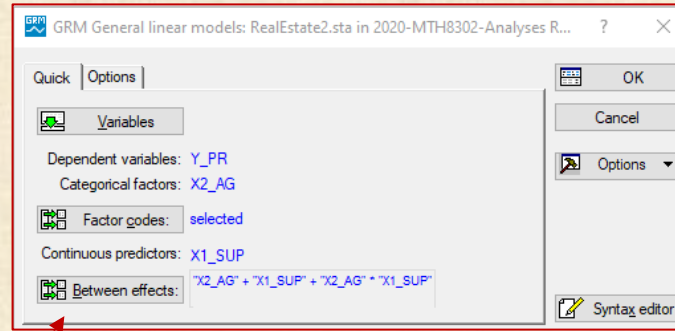 GRM General linear models: RealEstate2.sta in 2020-MTH8302-Analyses R... ? ×
Quick Options
OK
Variables
Cancel
Dependent variables: Y_PR
Options
Categorical factors: X2_AG
Factor codes: selected
Continuous predictors: X1_SUP
Between effects: "X2_AG" + "X1_SUP" + "X2_AG" * "X1_SUP"
Syntax editor